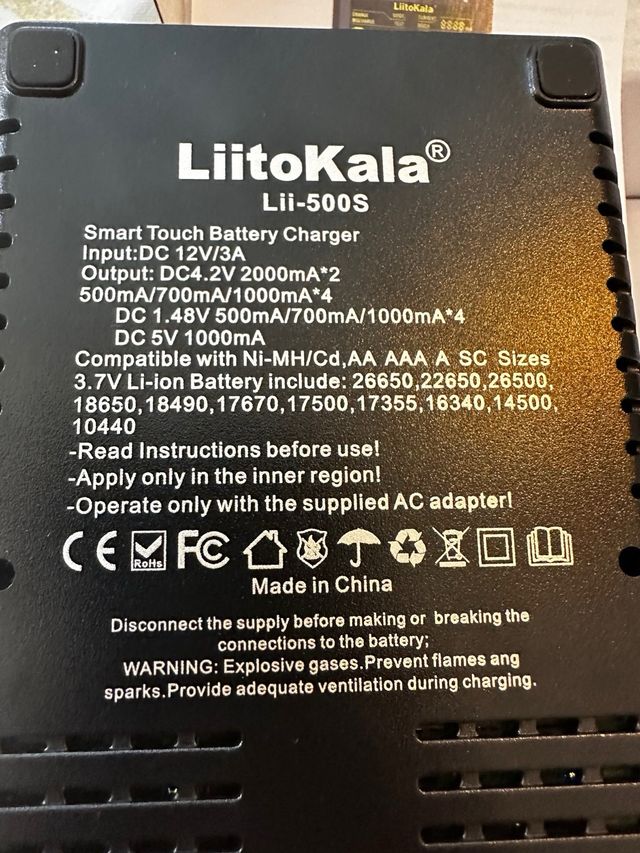 LiitoKala
LiitoKala®
Lii-500S
Smart Touch Battery Charger
Input:DC 12V/3A
Output: DC4.2V 2000mA*2
500mA/700mA/1000mA*4
DC 1.48V 500mA/700mA/1000mA*4
DC 5V 1000mA
Compatible with Ni-MH/Cd,AA AAA A SC Sizes
3.7V Li-ion Battery include: 26650,22650,26500,
18650,18490,17670,17500,17355,16340,14500,
10440
-Read Instructions before use!
-Apply only in the inner region!
-Operate only with the supplied AC adapter!
CE RoHS FC
Made in China
Disconnect the supply before making or breaking the
connections to the battery;
WARNING: Explosive gases.Prevent flames ang
sparks.Provide adequate ventilation during charging.